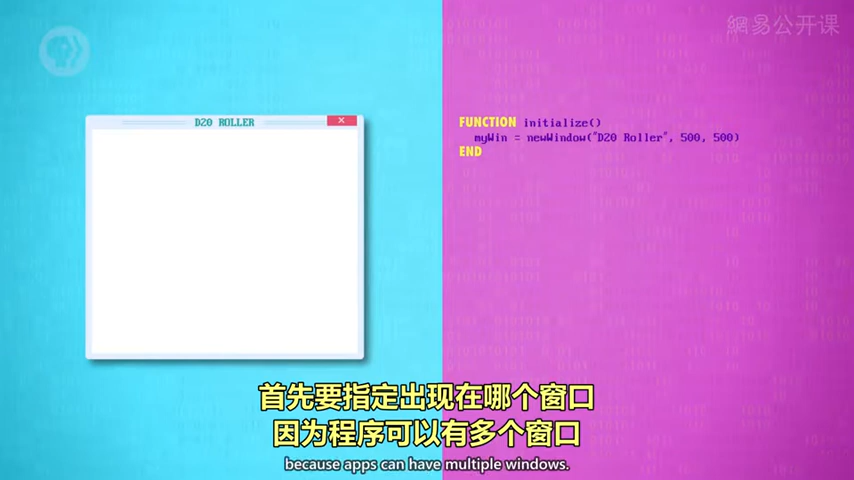 網易公开课
D20 ROLLER
FUNCTION initialize()
myWin = newWindow("D20 Roller", 500, 500)
END
首先要指定出现在哪个窗口
因为程序可以有多个窗口
because apps can have multiple windows.